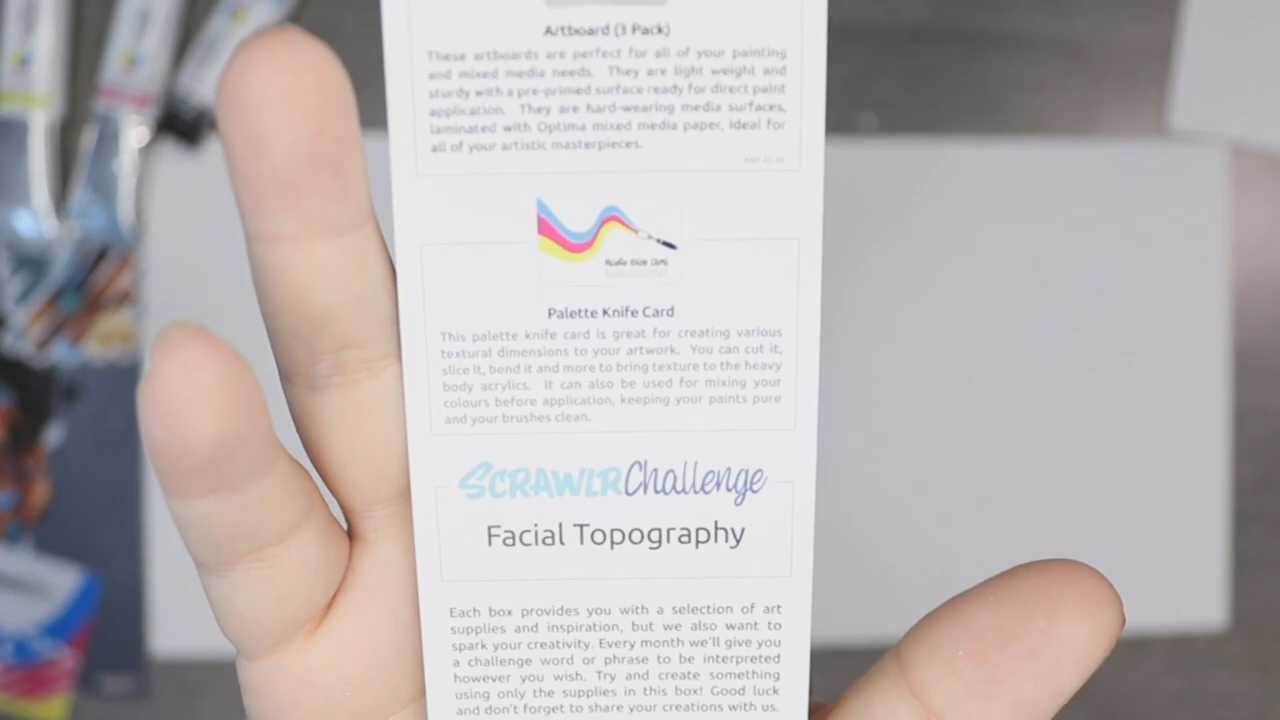 Artboard (3 Pack)
These artboards are perfect for all of your painting
and mixed media needs. They are light weight and
sturdy with a pre-primed surface ready for direct paint
application. They are hard-wearing media surfaces,
laminated with Optima mixed media paper, ideal for
all of your artistic masterpieces.
Palette Knife Card
This palette knife card is great for creating various
textural dimensions to your artwork. You can cut it,
slice it, bend it and more to bring texture to the heavy
body acrylics. It can also be used for mixing your
colours before application, keeping your paints pure
and your brushes clean.
SCRAWLRChallenge
Facial Topography
Each box provides you with a selection of art
supplies and inspiration, but we also want to
spark your creativity. Every month we'll give you
a challenge word or phrase to be interpreted
however you wish. Try and create something
using only the supplies in this box! Good luck
and don't forget to share your creations with us.